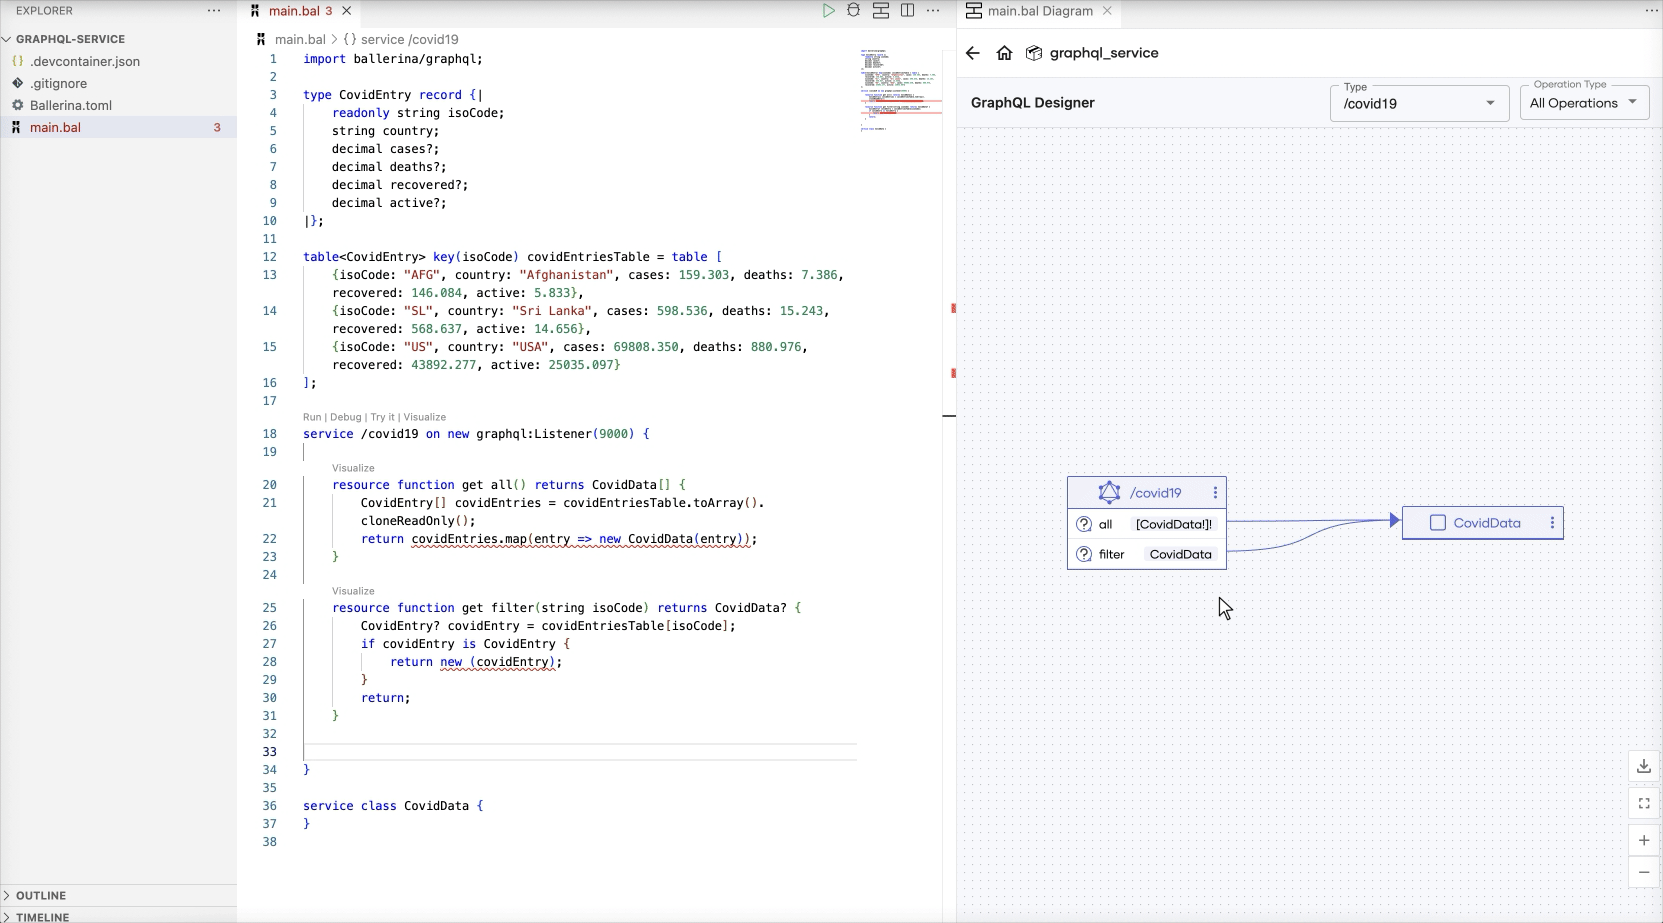 EXPLORER
GRAPHQL-SERVICE
.devcontainer.json
.gitignore
Ballerina.toml
main.bal 3
OUTLINE
TIMELINE
main.bal 3
main.bal > {} service /covid19
1 import ballerina/graphql;
2
3 type CovidEntry record {|
4 readonly string isoCode;
5 string country;
6 decimal cases?;
7 decimal deaths?;
8 decimal recovered?;
9 decimal active?;
10 |};
11
12 table<CovidEntry> key(isoCode) covidEntriesTable = table [
13 {isoCode: "AFG", country: "Afghanistan", cases: 159.303, deaths: 7.386,
recovered: 146.084, active: 5.833},
14 {isoCode: "SL", country: "Sri Lanka", cases: 598.536, deaths: 15.243,
recovered: 568.637, active: 14.656},
15 {isoCode: "US", country: "USA", cases: 69808.350, deaths: 880.976,
recovered: 43892.277, active: 25035.097}
16 ];
17
Run | Debug | Try it | Visualize
18 service /covid19 on new graphql:Listener(9000) {
19
Visualize
20 resource function get all() returns CovidData[] {
21 CovidEntry[] covidEntries = covidEntriesTable.toArray().
cloneReadOnly();
22 return covidEntries.map(entry => new CovidData(entry));
23 }
24
Visualize
25 resource function get filter(string isoCode) returns CovidData? {
26 CovidEntry? covidEntry = covidEntriesTable[isoCode];
27 if covidEntry is CovidEntry {
28 return new (covidEntry);
29 }
30 return;
31 }
32
33
34 }
35
36 service class CovidData {
37 }
38
main.bal Diagram
graphql_service
GraphQL Designer
Type
/covid19
Operation Type
All Operations
/covid19
all [CovidData!]!
filter CovidData
CovidData